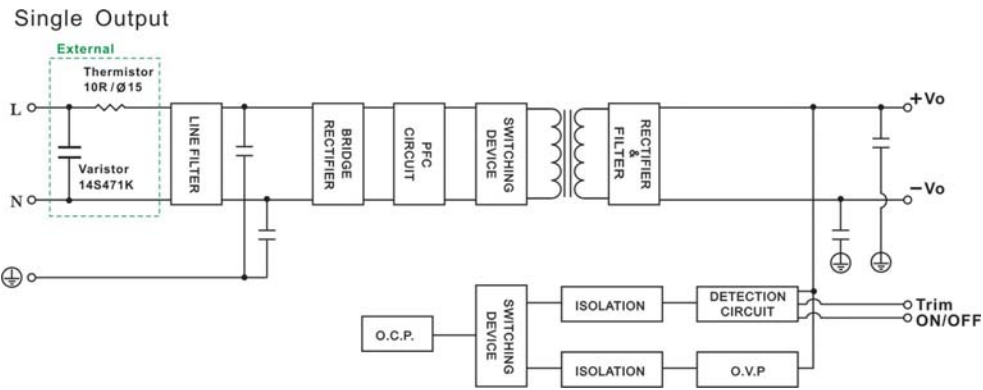 Single Output
External
Thermistor
10R/Ø15
L
LINE FILTER
BRIDGE
RECTIFIER
PFC
CIRCUIT
SWITCHING
DEVICE
RECTIFIER
&
FILTER
+Vo
Varistor
14S471K
N
−Vo
SWITCHING
DEVICE
ISOLATION
DETECTION
CIRCUIT
Trim
ON/OFF
O.C.P.
ISOLATION
O.V.P